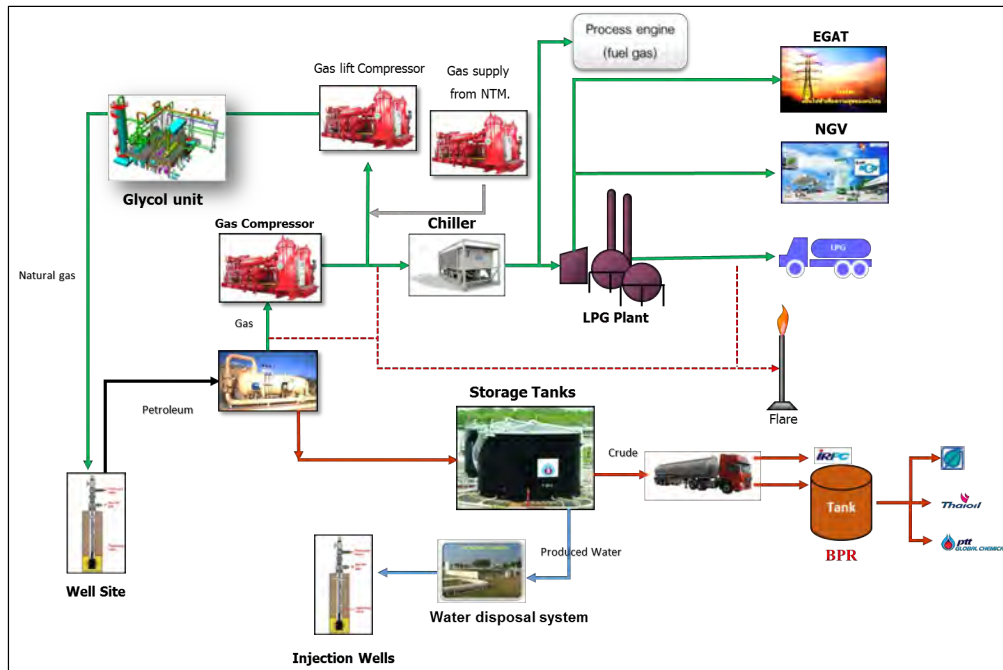 Process engine
(fuel gas)
EGAT
Gas lift Compressor
Gas supply
from NTM.
NGV
Glycol unit
Gas Compressor
Chiller
LPG
Natural gas
LPG Plant
Gas
Flare
Storage Tanks
Petroleum
Crude
IRPC
Tank
Thaioil
ptt
GLOBAL CHEMICAL
BPR
Produced Water
Well Site
Water disposal system
Injection Wells